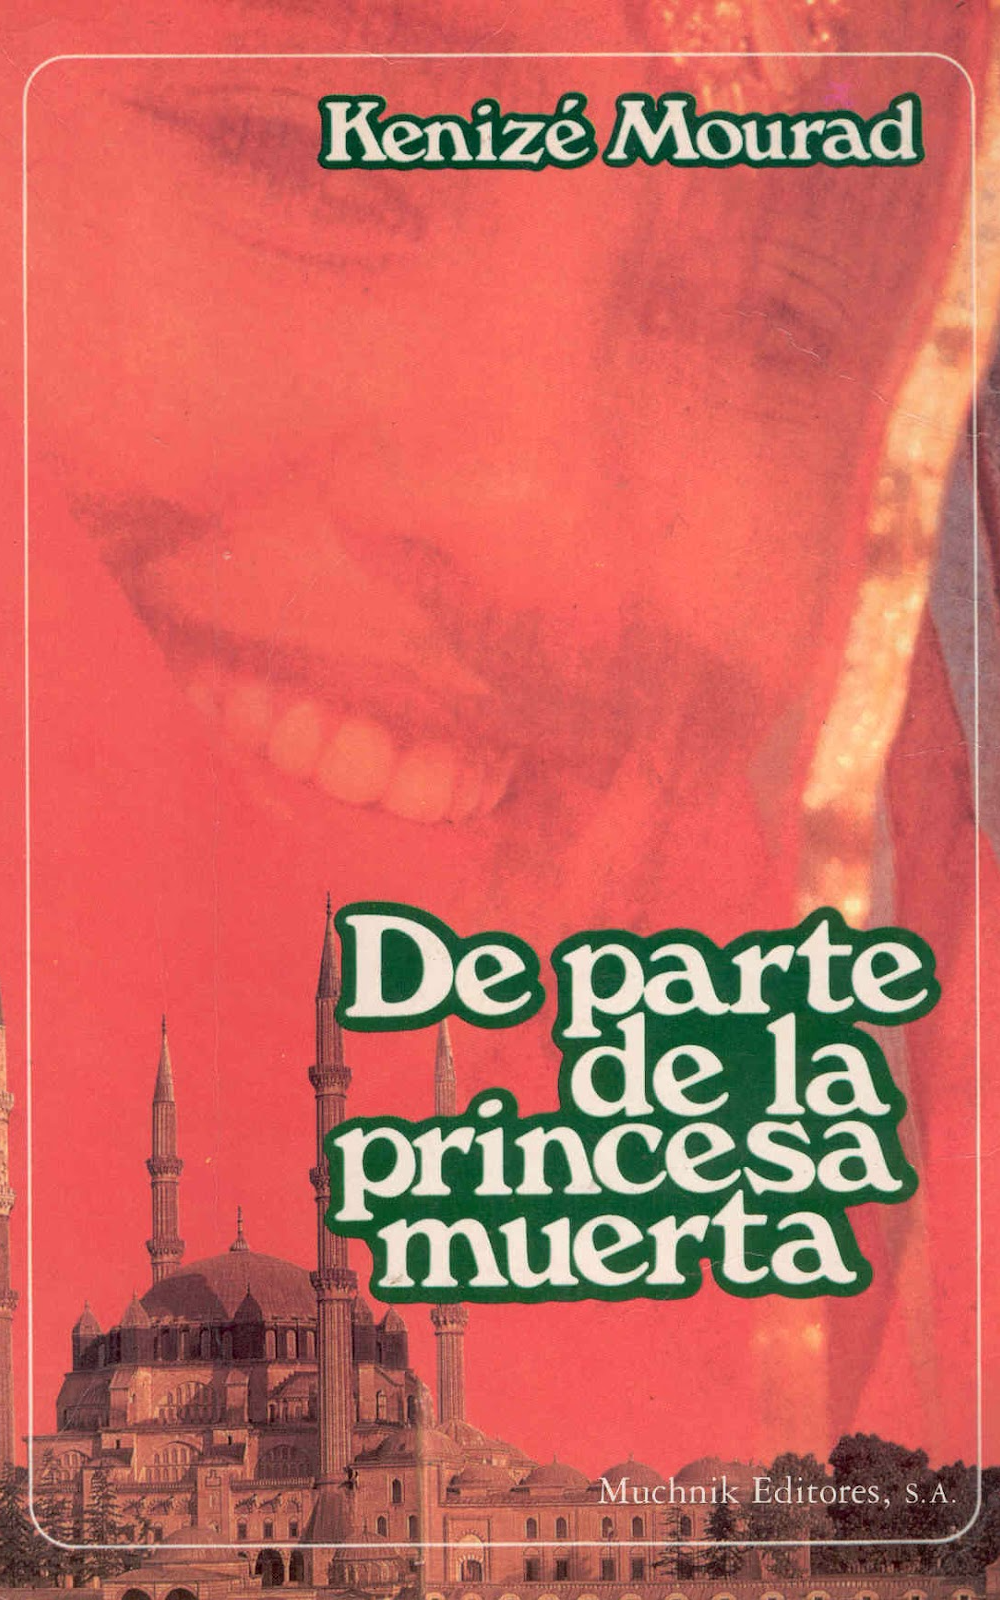 Kenizé Mourad
De parte
de la
princesa
muerta
Muchnik Editores, S.A.